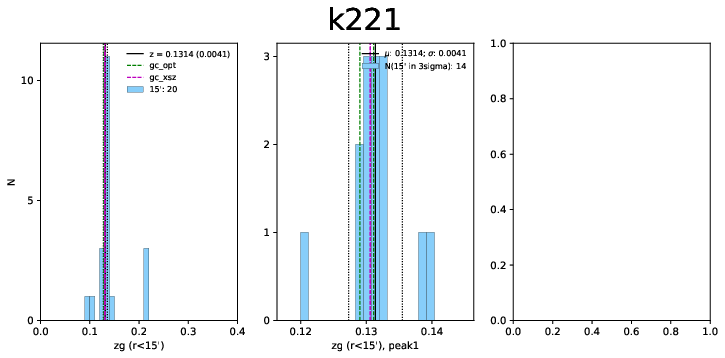 k221
N
10
5
0
0.0 0.1 0.2 0.3 0.4
zg (r<15')
z = 0.1314 (0.0041)
gc_opt
gc_xsz
15': 20
3
2
1
0
0.12 0.13 0.14
zg (r<15'), peak1
μ: 0.1314; σ: 0.0041
N(15' in 3sigma): 14
1.0
0.8
0.6
0.4
0.2
0.0
0.0 0.2 0.4 0.6 0.8 1.0